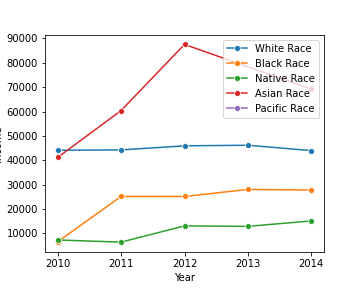 90000
80000
70000
60000
50000
40000
30000
20000
10000
White Race
Black Race
Native Race
Asian Race
Pacific Race
2010 2011 2012 2013 2014
Year